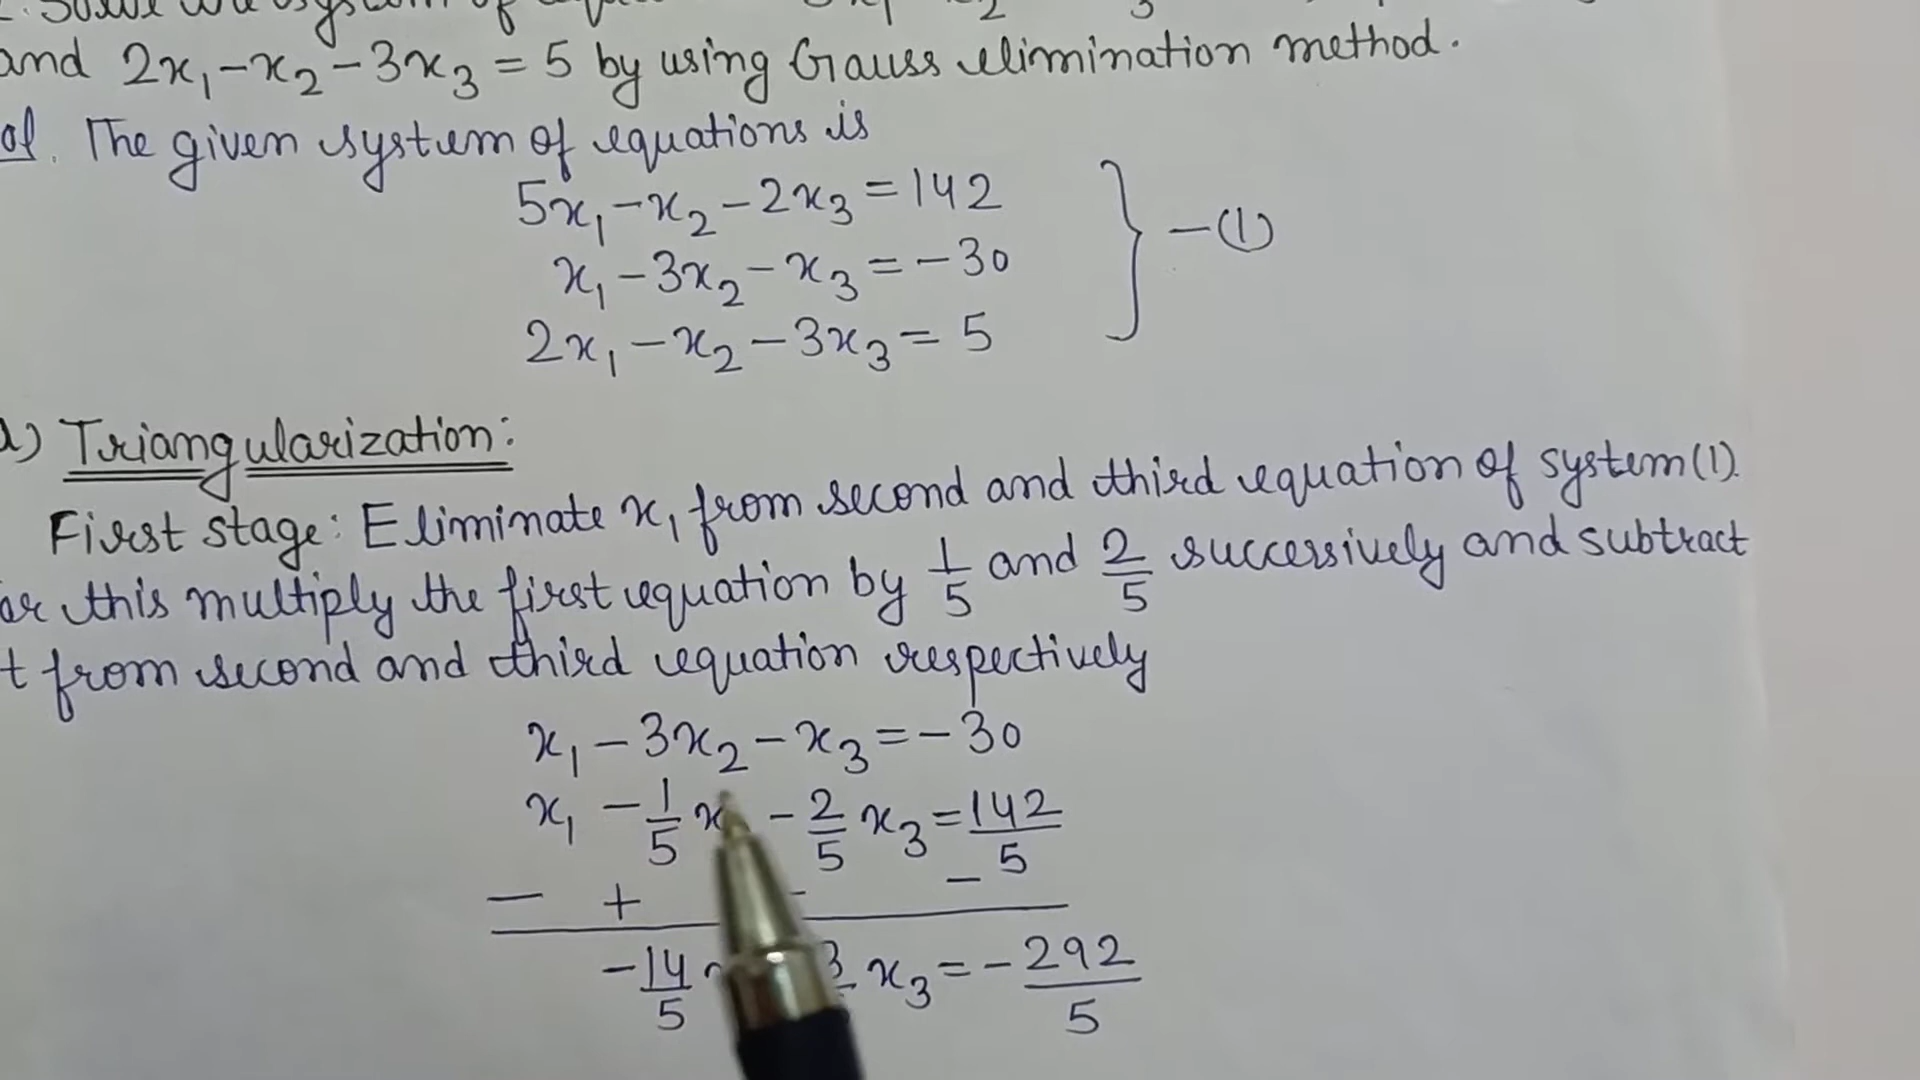 and 2x₁-x₂-3x₃ = 5 by using Gauss elimination method.
The given system of equations is
5x₁-x₂-2x₃=142
x₁-3x₂-x₃=-30 } -(1)
2x₁-x₂-3x₃= 5
Triangularization:
First stage: Eliminate x₁ from second and third equation of system(1).
this multiply the first equation by 1/5 and 2/5 successively and subtract
from second and third equation respectively
x₁-3x₂-x₃=-30
x₁ -1/5 x -2/5 x₃=142/5
- + - -
-14/5 x₃=-292/5